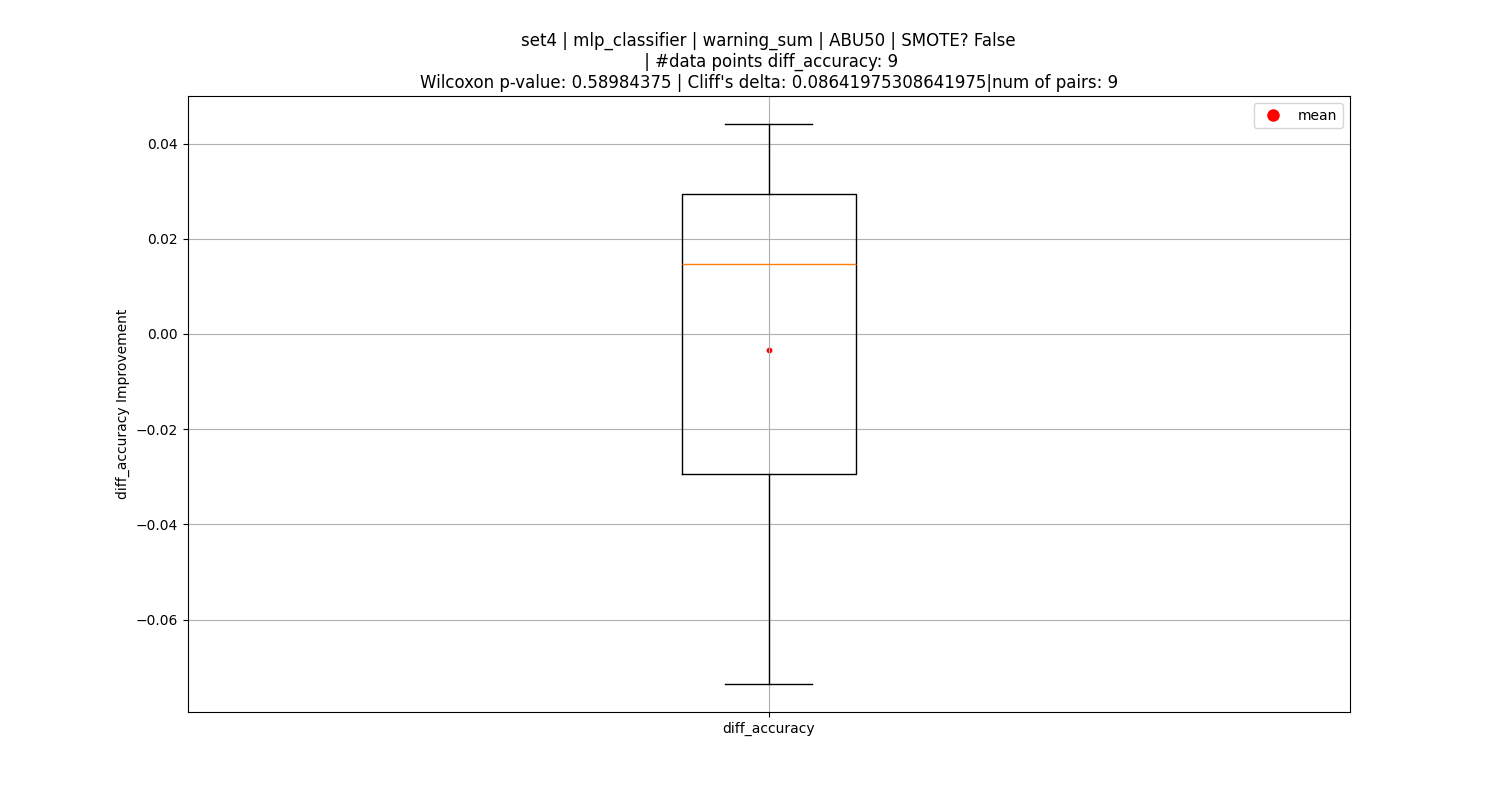 set4 | mlp_classifier | warning_sum | ABU50 | SMOTE? False
| #data points diff_accuracy: 9
Wilcoxon p-value: 0.58984375 | Cliff's delta: 0.08641975308641975|num of pairs: 9
mean
0.04
0.02
0.00
−0.02
−0.04
−0.06
diff_accuracy Improvement
diff_accuracy